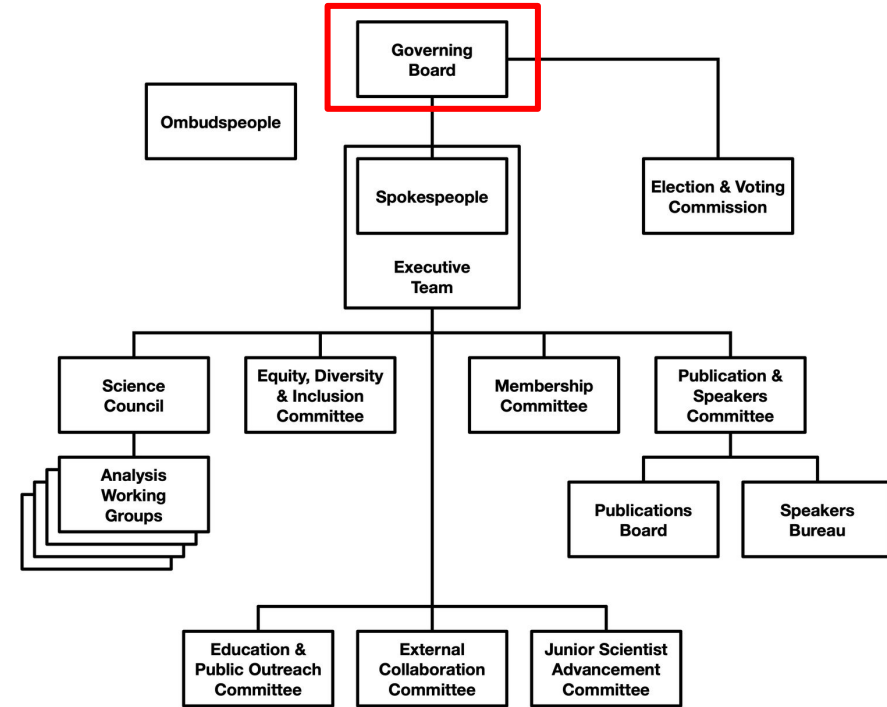 Governing
Board
Ombudspeople
Spokespeople
Election & Voting
Commission
Executive
Team
Science
Council
Equity, Diversity
& Inclusion
Committee
Membership
Committee
Publication &
Speakers
Committee
Analysis
Working
Groups
Publications
Board
Speakers
Bureau
Education &
Public Outreach
Committee
External
Collaboration
Committee
Junior Scientist
Advancement
Committee